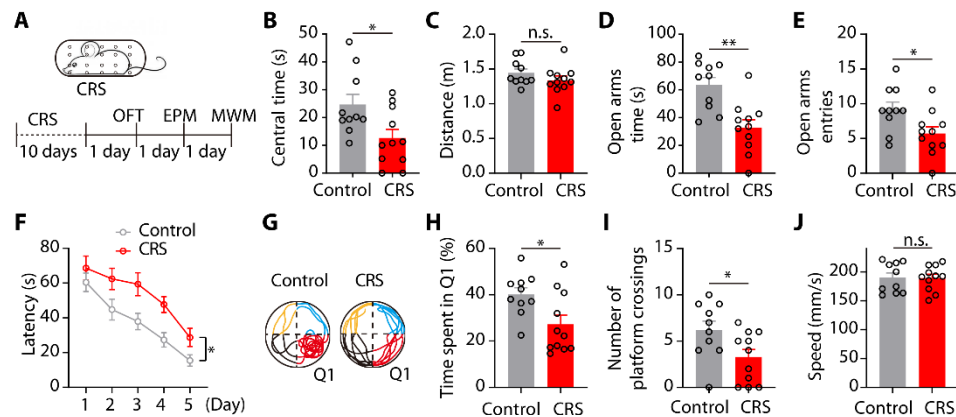 A
CRS
CRS
OFT
EPM
MWM
10 days
1 day
1 day
1 day
B
Central time (s)
60
50
40
30
20
10
0
*
Control
CRS
C
Distance (m)
2.0
1.5
1.0
0.5
0.0
n.s.
Control
CRS
D
Open arms
time (s)
100
80
60
40
20
0
**
Control
CRS
E
Open arms
entries
20
15
10
5
0
*
Control
CRS
F
Control
CRS
Latency (s)
100
80
60
40
20
0
*
1 2 3 4 5 (Day)
G
Control
CRS
Q1
Q1
H
Time spent in Q1 (%)
60
40
20
0
*
Control
CRS
I
Number of
platform crossings
15
10
5
0
*
Control
CRS
J
Speed (mm/s)
200
150
100
50
0
n.s.
Control
CRS